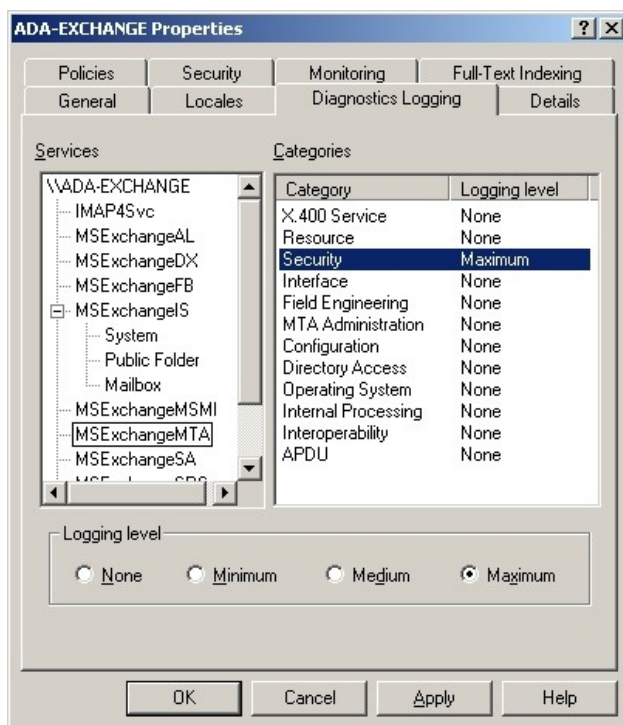 ADA-EXCHANGE Properties
Policies Security Monitoring Full-Text Indexing
General Locales Diagnostics Logging Details
Services Categories
\\ADA-EXCHANGE
IMAP4Svc
MSExchangeAL
MSExchangeDX
MSExchangeFB
MSExchangeIS
System
Public Folder
Mailbox
MSExchangeMSMI
MSExchangeMTA
MSExchangeSA
Category Logging level
X.400 Service None
Resource None
Security Maximum
Interface None
Field Engineering None
MTA Administration None
Configuration None
Directory Access None
Operating System None
Internal Processing None
Interoperability None
APDU None
Logging level
None Minimum Medium Maximum
OK Cancel Apply Help